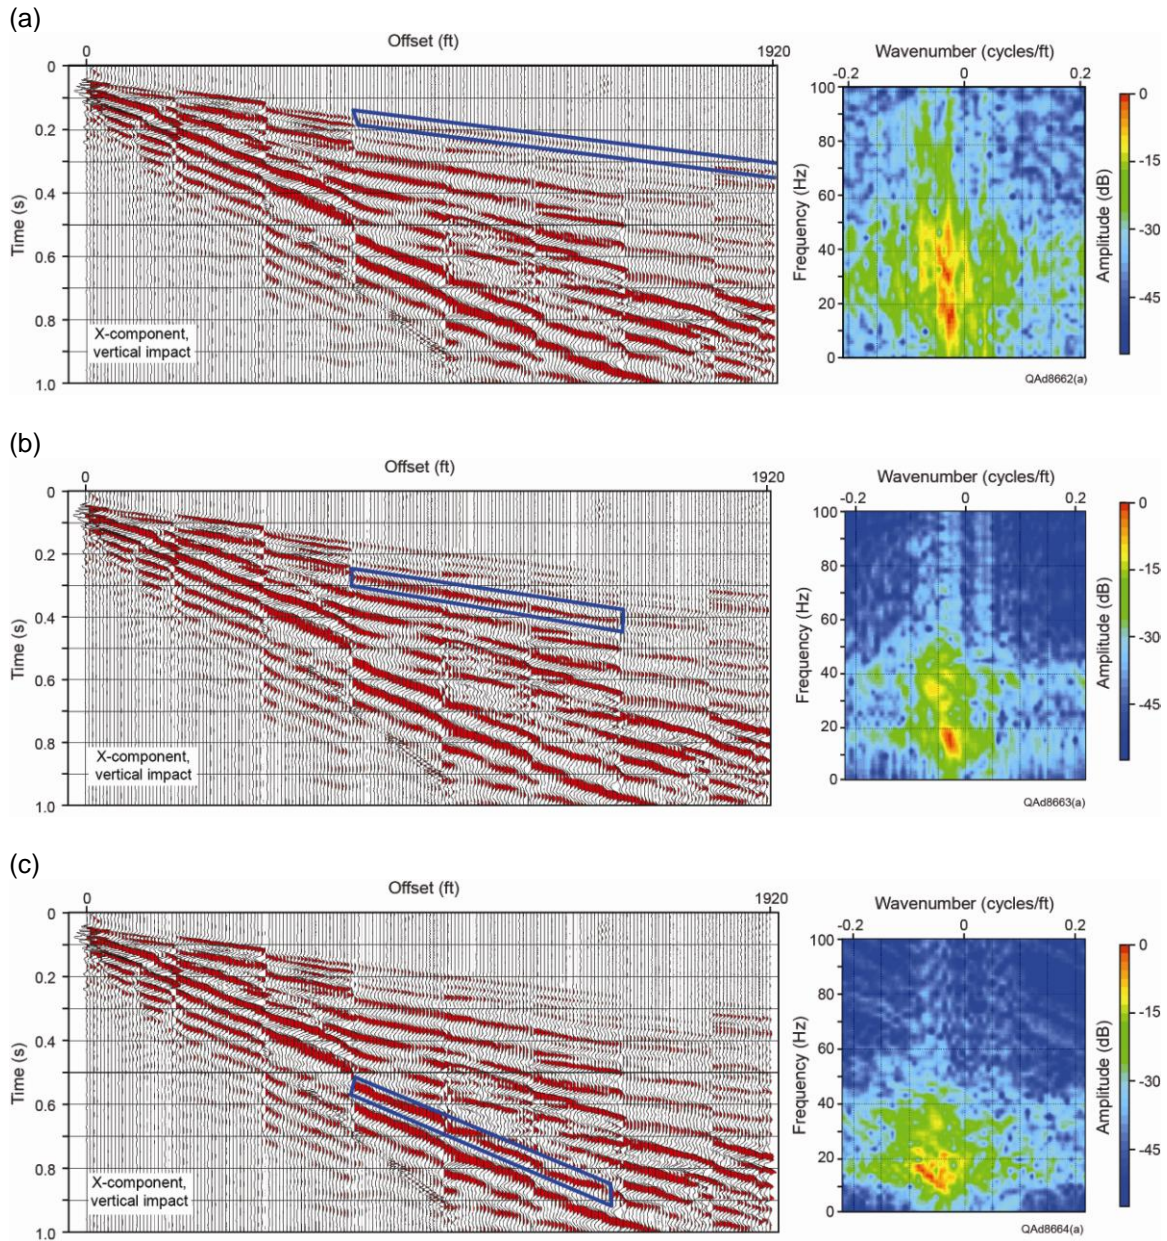 (a)
Offset (ft)
0 1920
0
0.2
0.4
0.6
0.8
1.0
Time (s)
X-component,
vertical impact
Wavenumber (cycles/ft)
-0.2 0 0.2
100
80
60
40
20
0
Frequency (Hz)
0
-15
-30
-45
Amplitude (dB)
QAd8662(a)
(b)
Offset (ft)
0 1920
0
0.2
0.4
0.6
0.8
1.0
Time (s)
X-component,
vertical impact
Wavenumber (cycles/ft)
-0.2 0 0.2
100
80
60
40
20
0
Frequency (Hz)
0
-15
-30
-45
Amplitude (dB)
QAd8663(a)
(c)
Offset (ft)
0 1920
0
0.2
0.4
0.6
0.8
1.0
Time (s)
X-component,
vertical impact
Wavenumber (cycles/ft)
-0.2 0 0.2
100
80
60
40
20
0
Frequency (Hz)
0
-15
-30
-45
Amplitude (dB)
QAd8664(a)